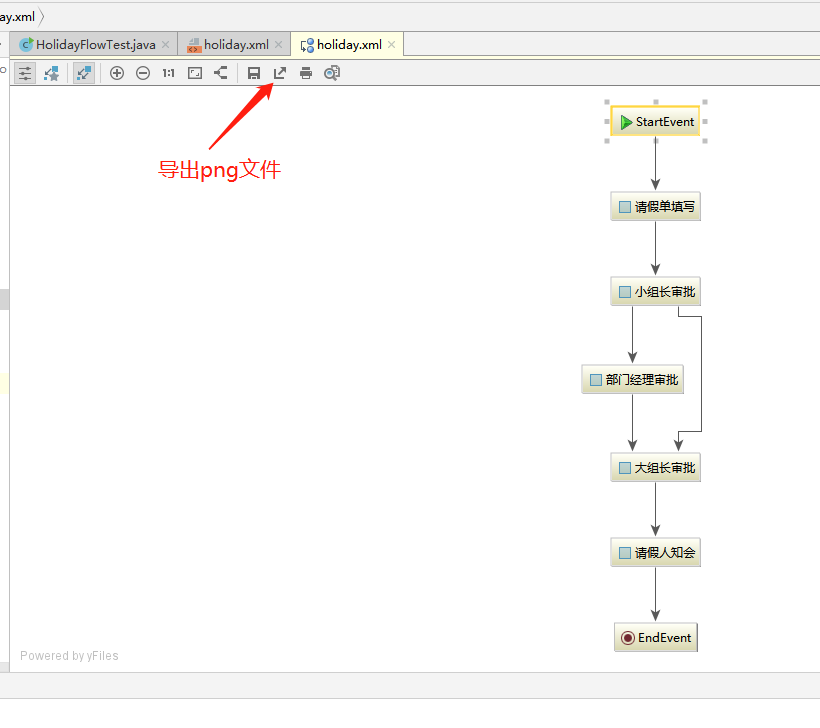 ay.xml
HolidayFlowTest.java
holiday.xml
holiday.xml
1:1
导出png文件
StartEvent
请假单填写
小组长审批
部门经理审批
大组长审批
请假人知会
EndEvent
Powered by yFiles